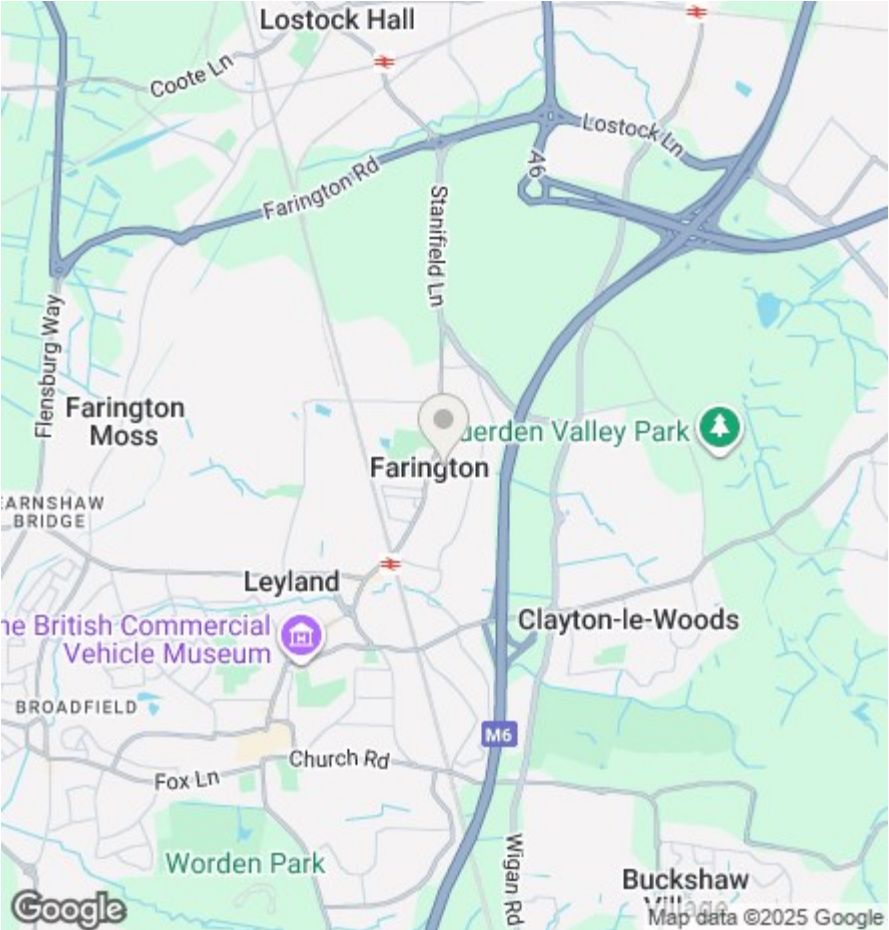 Lostock Hall
Coote Ln
Lostock Ln
A6
Farington Rd
Stanifield Ln
Flensburg Way
Farington
Moss
uerden Valley Park
Farington
EARNSHAW
BRIDGE
Leyland
he British Commercial
Vehicle Museum
Clayton-le-Woods
BROADFIELD
M6
Church Rd
Fox Ln
Wigan Rd
Worden Park
Buckshaw
Village
Google
Map data ©2025 Google